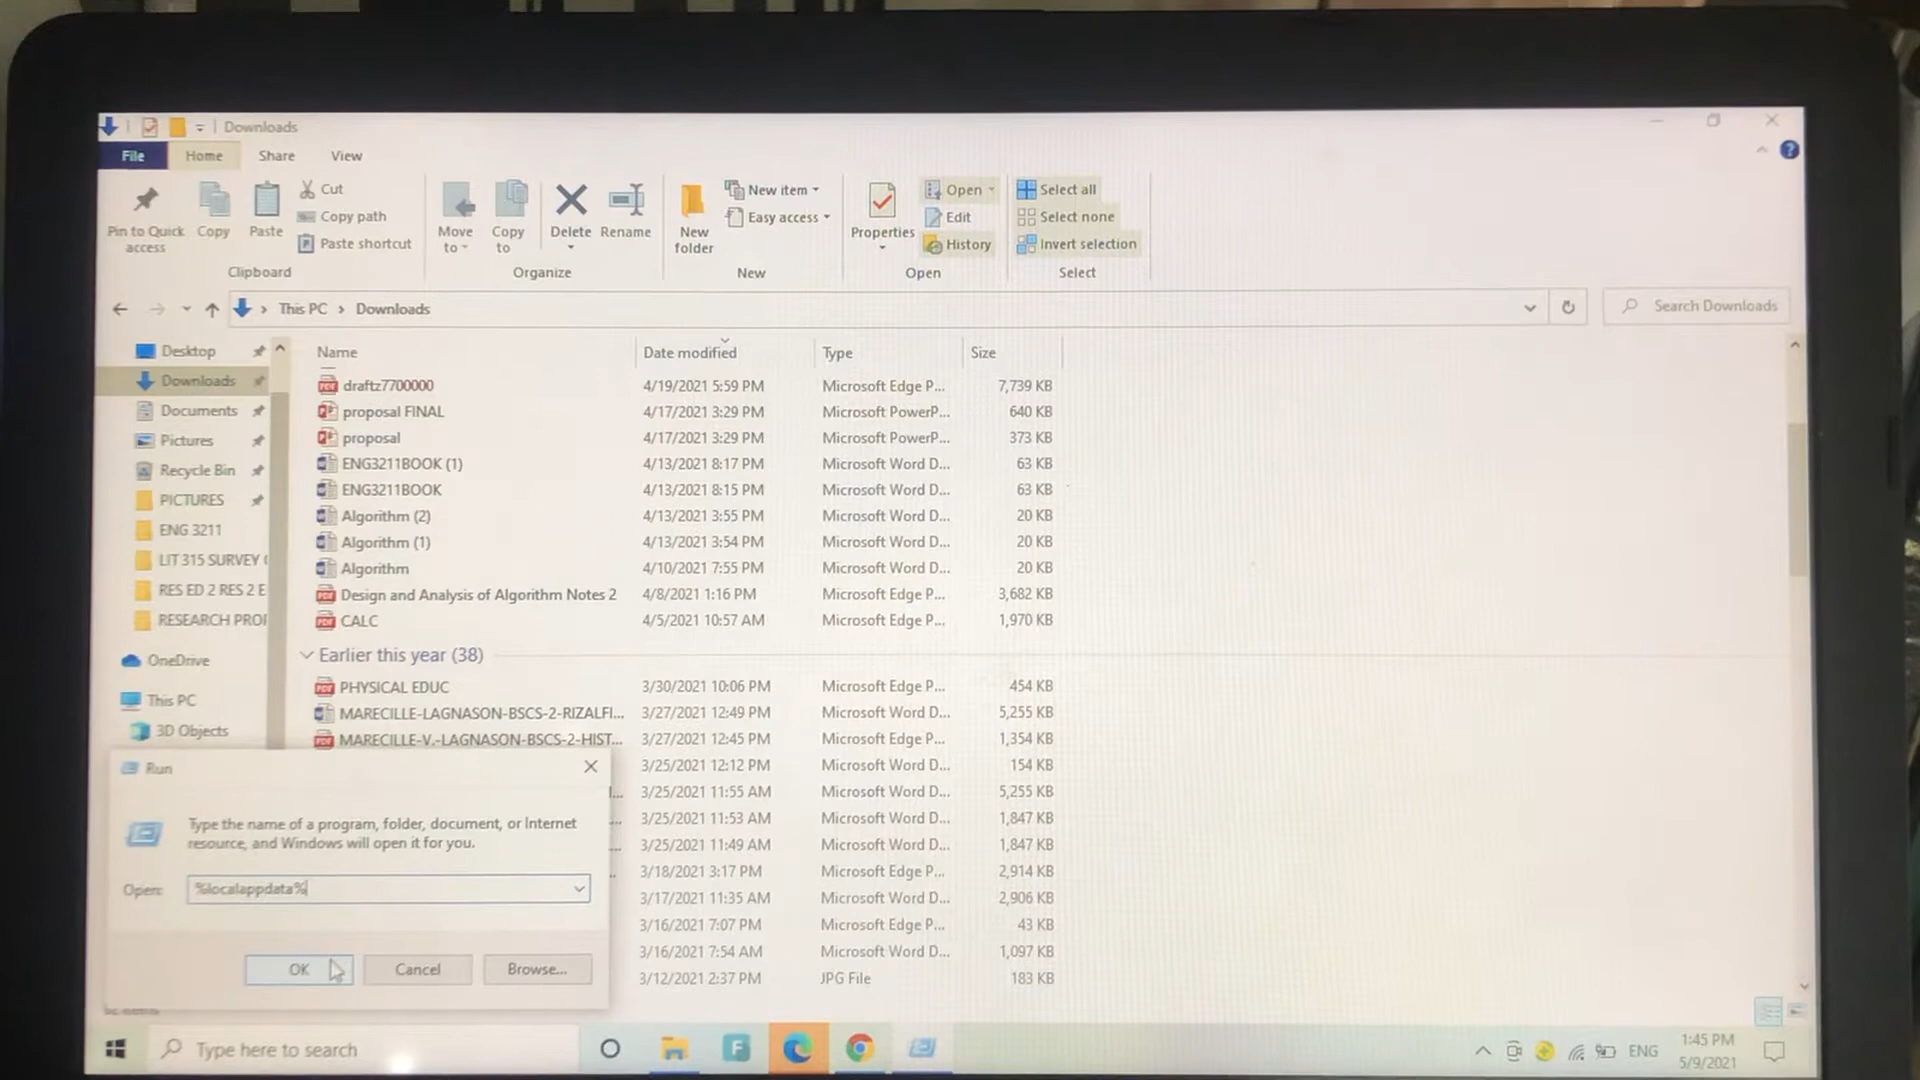 Downloads
File Home Share View
Pin to Quick access
Copy
Paste
Cut
Copy path
Paste shortcut
Clipboard
Move to
Copy to
Delete
Rename
Organize
New folder
New item
Easy access
New
Properties
Open
Edit
History
Open
Select all
Select none
Invert selection
Select
This PC > Downloads
Search Downloads
Desktop
Downloads
Documents
Pictures
Recycle Bin
PICTURES
ENG 3211
LIT 315 SURVEY
RES ED 2 RES 2 E
RESEARCH PROI
OneDrive
This PC
3D Objects
Name Date modified Type Size
draftz7700000 4/19/2021 5:59 PM Microsoft Edge P... 7,739 KB
proposal FINAL 4/17/2021 3:29 PM Microsoft PowerP... 640 KB
proposal 4/17/2021 3:29 PM Microsoft PowerP... 373 KB
ENG3211BOOK (1) 4/13/2021 8:17 PM Microsoft Word D... 63 KB
ENG3211BOOK 4/13/2021 8:15 PM Microsoft Word D... 63 KB
Algorithm (2) 4/13/2021 3:55 PM Microsoft Word D... 20 KB
Algorithm (1) 4/13/2021 3:54 PM Microsoft Word D... 20 KB
Algorithm 4/10/2021 7:55 PM Microsoft Word D... 20 KB
Design and Analysis of Algorithm Notes 2 4/8/2021 1:16 PM Microsoft Edge P... 3,682 KB
CALC 4/5/2021 10:57 AM Microsoft Edge P... 1,970 KB
Earlier this year (38)
PHYSICAL EDUC 3/30/2021 10:06 PM Microsoft Edge P... 454 KB
MARECILLE-LAGNASON-BSCS-2-RIZALFI... 3/27/2021 12:49 PM Microsoft Word D... 5,255 KB
MARECILLE-V.-LAGNASON-BSCS-2-HIST... 3/27/2021 12:45 PM Microsoft Edge P... 1,354 KB
3/25/2021 12:12 PM Microsoft Word D... 154 KB
3/25/2021 11:55 AM Microsoft Word D... 5,255 KB
3/25/2021 11:53 AM Microsoft Word D... 1,847 KB
3/25/2021 11:49 AM Microsoft Word D... 1,847 KB
3/18/2021 3:17 PM Microsoft Edge P... 2,914 KB
3/17/2021 11:35 AM Microsoft Word D... 2,906 KB
3/16/2021 7:07 PM Microsoft Edge P... 43 KB
3/16/2021 7:54 AM Microsoft Word D... 1,097 KB
3/12/2021 2:37 PM JPG File 183 KB
Run
Type the name of a program, folder, document, or Internet
resource, and Windows will open it for you.
Open: %localappdata%
OK Cancel Browse...
Type here to search
ENG
1:45 PM
5/9/2021